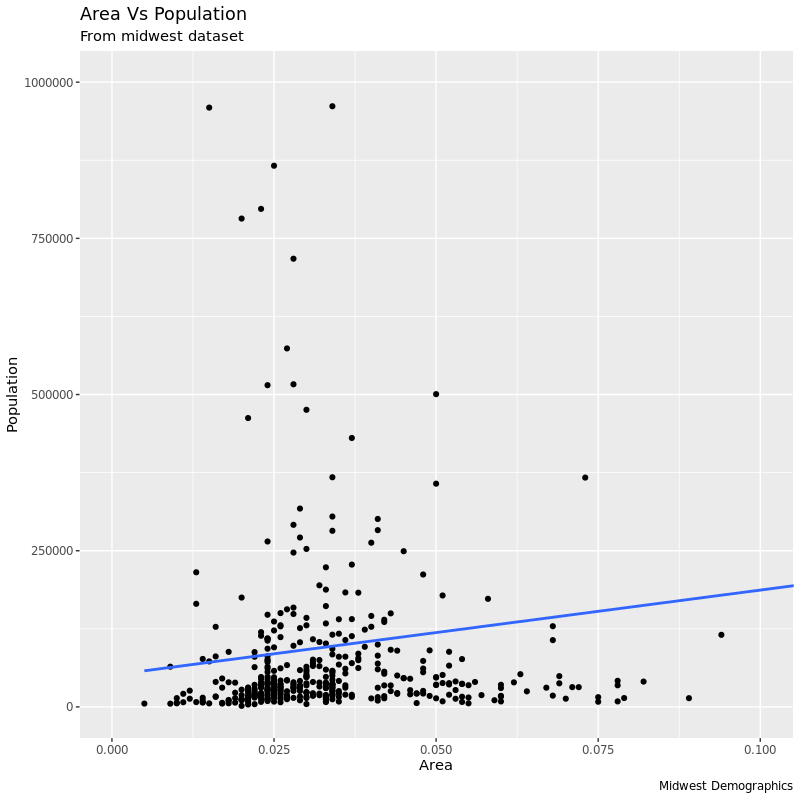 Area Vs Population
From midwest dataset
1000000
750000
500000
250000
0
Population
0.000
0.025
0.050
0.075
0.100
Area
Midwest Demographics